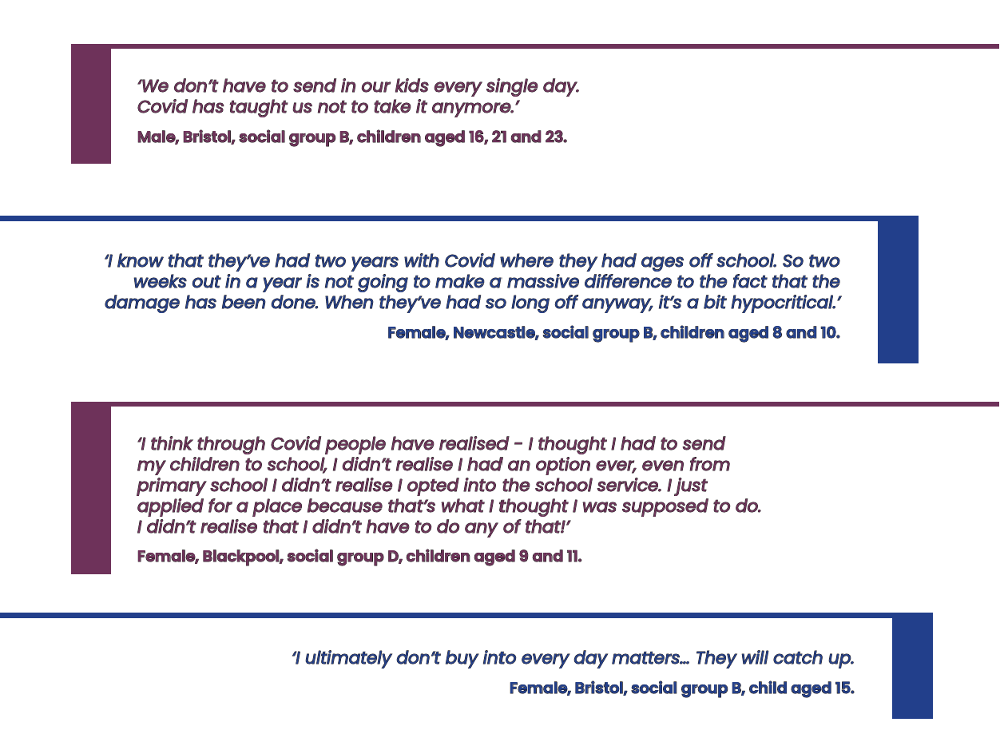 ‘We don’t have to send in our kids every single day.
Covid has taught us not to take it anymore.’
Male, Bristol, social group B, children aged 16, 21 and 23.
‘I know that they’ve had two years with Covid where they had ages off school. So two
weeks out in a year is not going to make a massive difference to the fact that the
damage has been done. When they’ve had so long off anyway, it’s a bit hypocritical.’
Female, Newcastle, social group B, children aged 8 and 10.
‘I think through Covid people have realised - I thought I had to send
my children to school, I didn’t realise I had an option ever, even from
primary school I didn’t realise I opted into the school service. I just
applied for a place because that’s what I thought I was supposed to do.
I didn’t realise that I didn’t have to do any of that!’
Female, Blackpool, social group D, children aged 9 and 11.
‘I ultimately don’t buy into every day matters... They will catch up.
Female, Bristol, social group B, child aged 15.